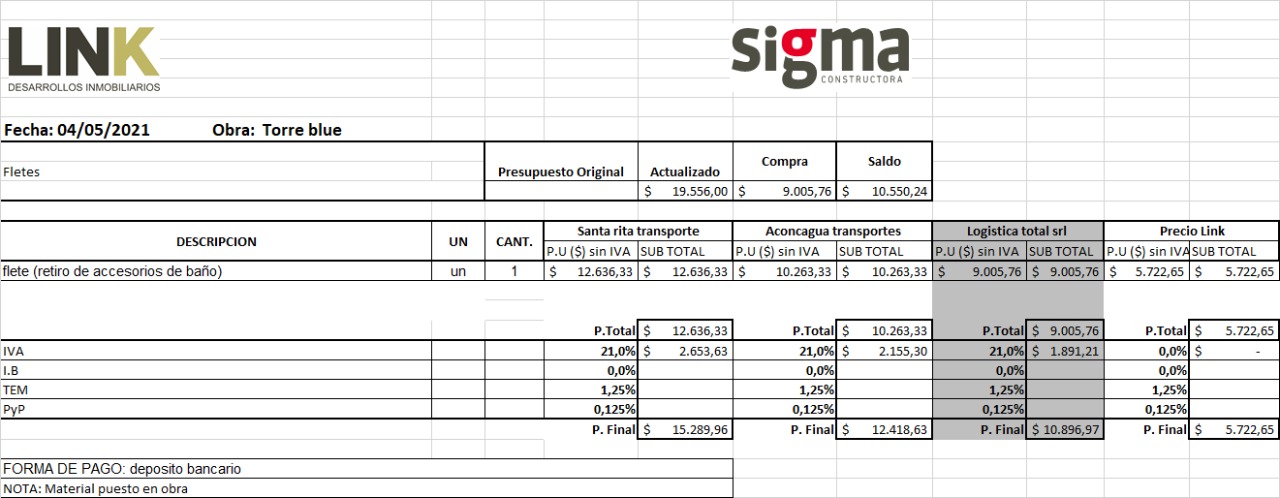 LINK
DESARROLLOS INMOBILIARIOS
sigma
CONSTRUCTORA
Fecha: 04/05/2021 Obra: Torre blue
Fletes Presupuesto Original Actualizado Compra Saldo
$ 19.556,00 $ 9.005,76 $ 10.550,24
DESCRIPCION UN CANT. Santa rita transporte Aconcagua transportes Logistica total srl Precio Link
P.U ($) sin IVA SUB TOTAL P.U ($) sin IVA SUB TOTAL P.U ($) sin IVA SUB TOTAL P.U ($) sin IVA SUB TOTAL
flete (retiro de accesorios de baño) un 1 $ 12.636,33 $ 12.636,33 $ 10.263,33 $ 10.263,33 $ 9.005,76 $ 9.005,76 $ 5.722,65 $ 5.722,65
P.Total $ 12.636,33 P.Total $ 10.263,33 P.Total $ 9.005,76 P.Total $ 5.722,65
IVA 21,0% $ 2.653,63 21,0% $ 2.155,30 21,0% $ 1.891,21 0,0% $ -
I.B 0,0% 0,0% 0,0% 0,0%
TEM 1,25% 1,25% 1,25% 1,25%
PyP 0,125% 0,125% 0,125% 0,125%
P. Final $ 15.289,96 P. Final $ 12.418,63 P. Final $ 10.896,97 P. Final $ 5.722,65
FORMA DE PAGO: deposito bancario
NOTA: Material puesto en obra